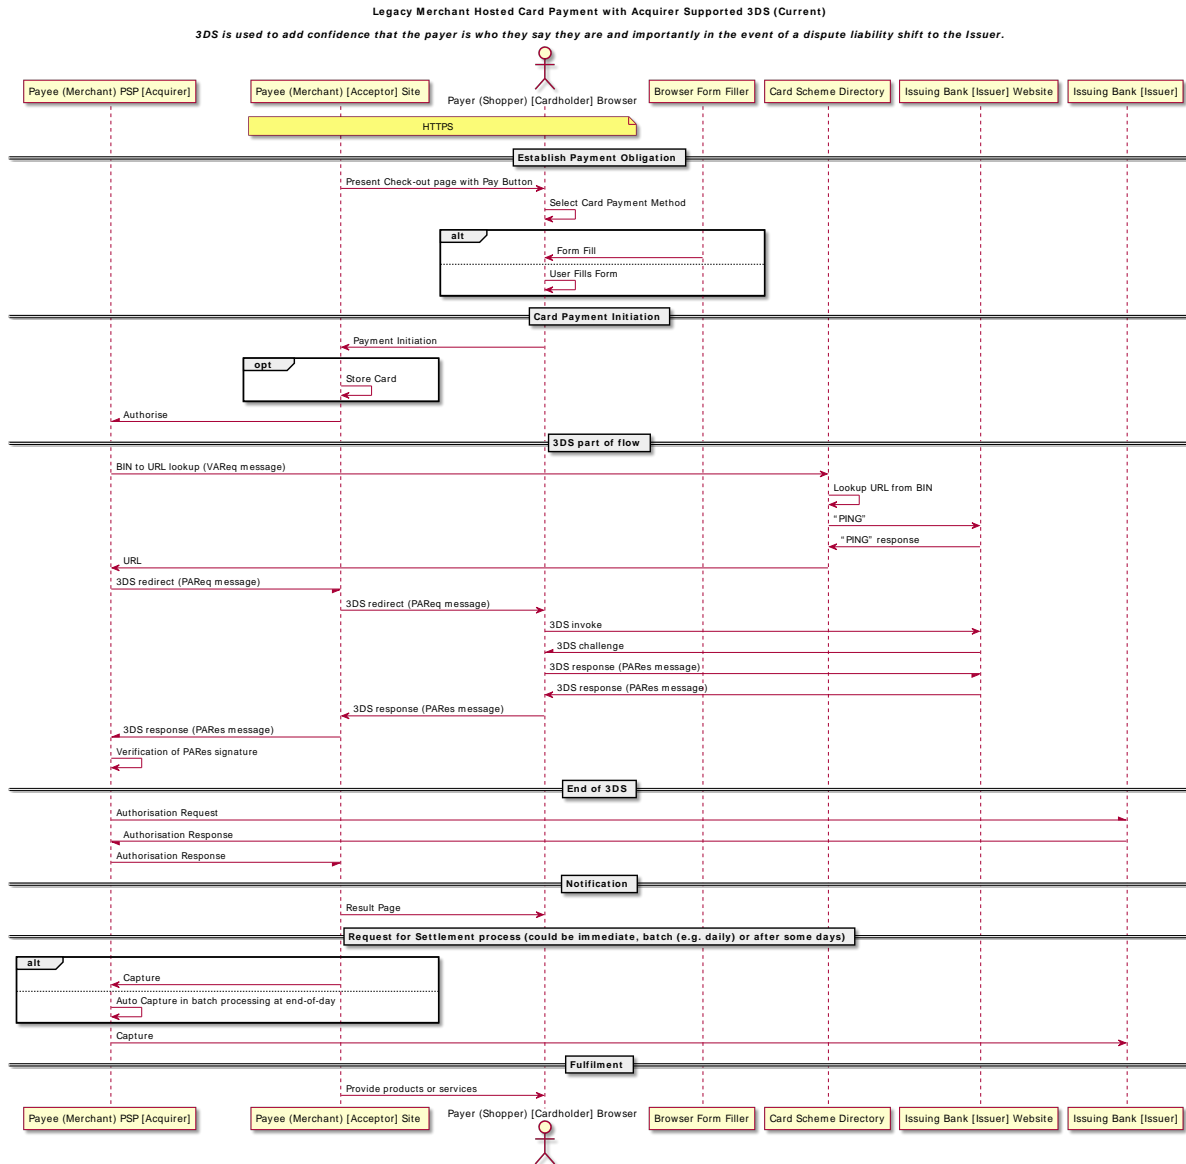 Legacy Merchant Hosted Card Payment with Acquirer Supported 3DS (Current)
3DS is used to add confidence that the payer is who they say they are and importantly in the event of a dispute liability shift to the Issuer.
Payee (Merchant) PSP [Acquirer]
Payee (Merchant) [Acceptor] Site
Payer (Shopper) [Cardholder] Browser
Browser Form Filler
Card Scheme Directory
Issuing Bank [Issuer] Website
Issuing Bank [Issuer]
HTTPS
Establish Payment Obligation
Present Check-out page with Pay Button
Select Card Payment Method
alt
Form Fill
User Fills Form
Card Payment Initiation
Payment Initiation
opt
Store Card
Authorise
3DS part of flow
BIN to URL lookup (VAReq message)
Lookup URL from BIN
“PING”
“PING” response
URL
3DS redirect (PAReq message)
3DS redirect (PAReq message)
3DS invoke
3DS challenge
3DS response (PARes message)
3DS response (PARes message)
3DS response (PARes message)
3DS response (PARes message)
Verification of PARes signature
End of 3DS
Authorisation Request
Authorisation Response
Authorisation Response
Notification
Result Page
Request for Settlement process (could be immediate, batch (e.g. daily) or after some days)
alt
Capture
Auto Capture in batch processing at end-of-day
Capture
Fulfilment
Provide products or services
Payee (Merchant) PSP [Acquirer]
Payee (Merchant) [Acceptor] Site
Payer (Shopper) [Cardholder] Browser
Browser Form Filler
Card Scheme Directory
Issuing Bank [Issuer] Website
Issuing Bank [Issuer]